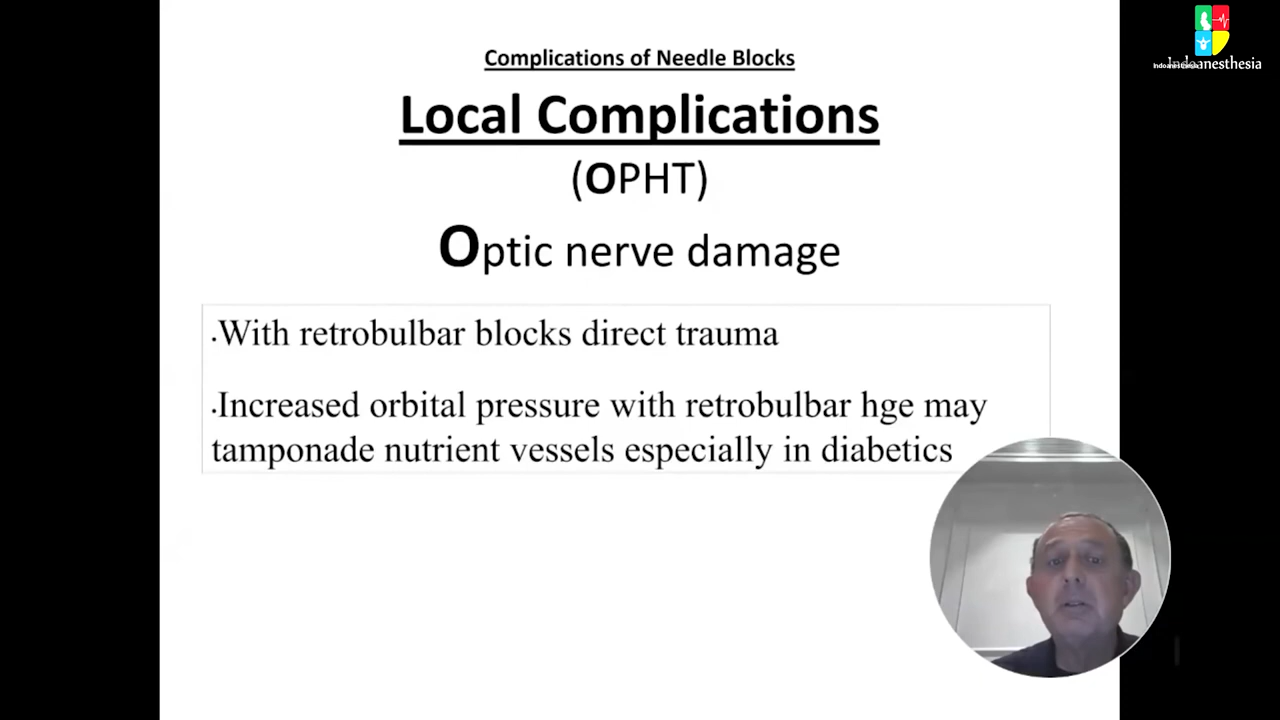 Complications of Needle Blocks
Local Complications
(OPHT)
Optic nerve damage
.With retrobulbar blocks direct trauma
.Increased orbital pressure with retrobulbar hge may
tamponade nutrient vessels especially in diabetics
Indoanesthesia